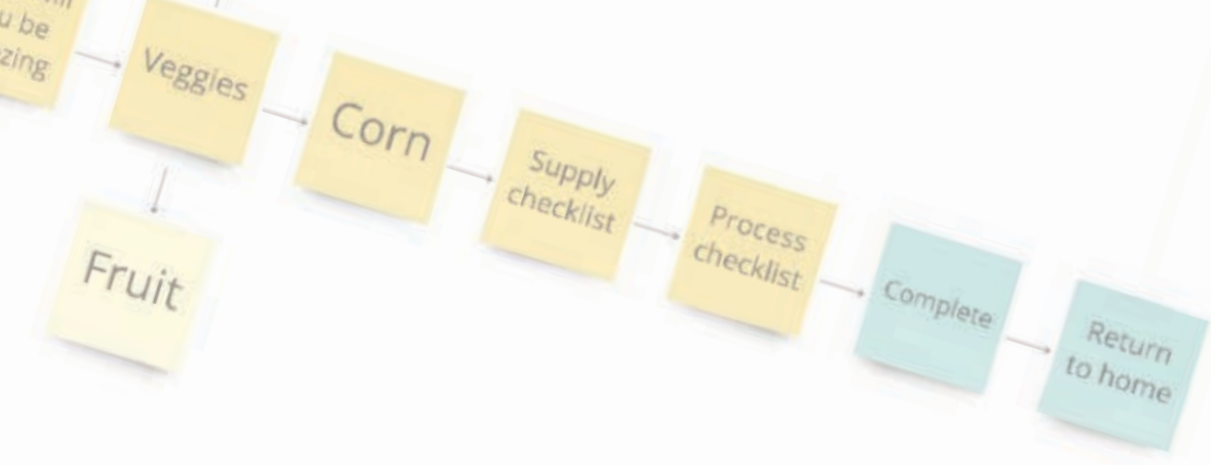 u be
zing
Veggies
Corn
Supply
checklist
Process
checklist
Complete
Return
to home
Fruit